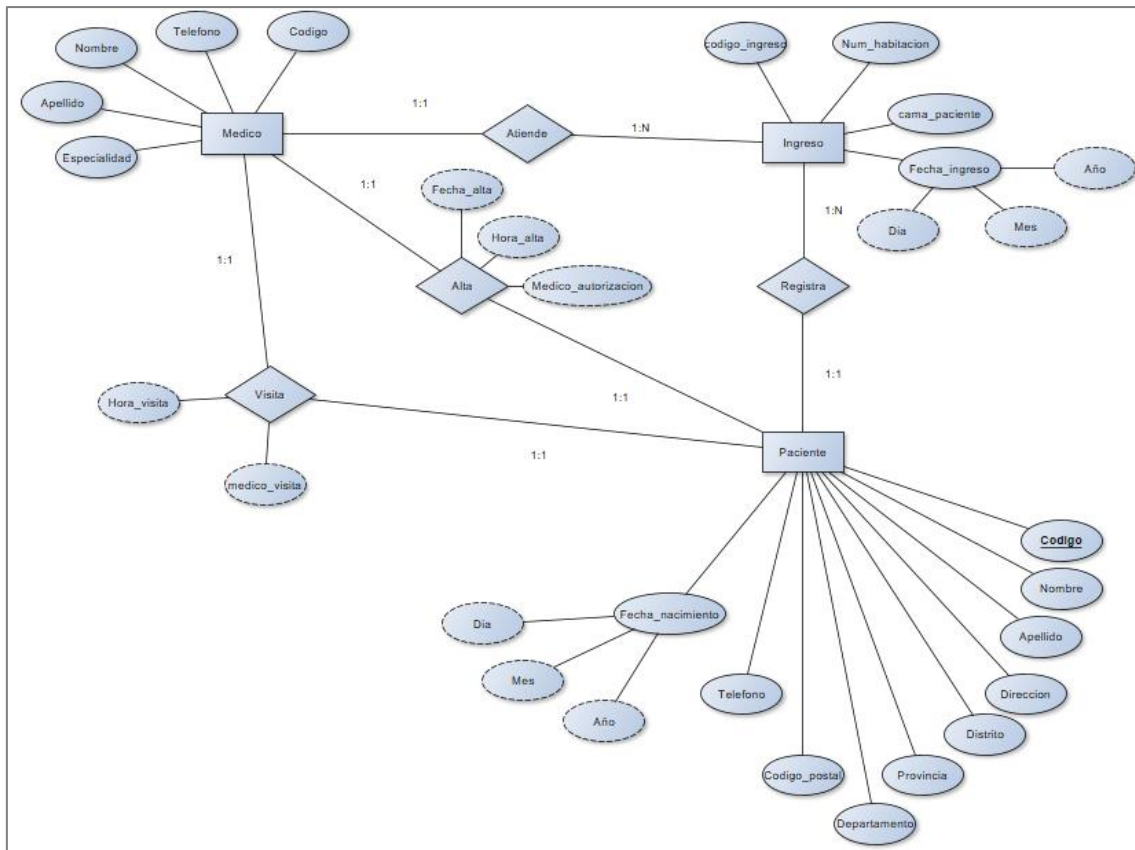 Telefono
Codigo
Nombre
Apellido
Especialidad
Medico
1:1
Atiende
1:N
codigo_ingreso
Num_habitacion
cama_paciente
Ingreso
Fecha_ingreso
Año
Dia
Mes
1:1
Fecha_alta
Hora_alta
Medico_autorizacion
Alta
1:N
Registra
1:1
1:1
Hora_visita
Visita
medico_visita
1:1
1:1
Paciente
Codigo
Nombre
Apellido
Direccion
Distrito
Provincia
Departamento
Codigo_postal
Telefono
Fecha_nacimiento
Dia
Mes
Año